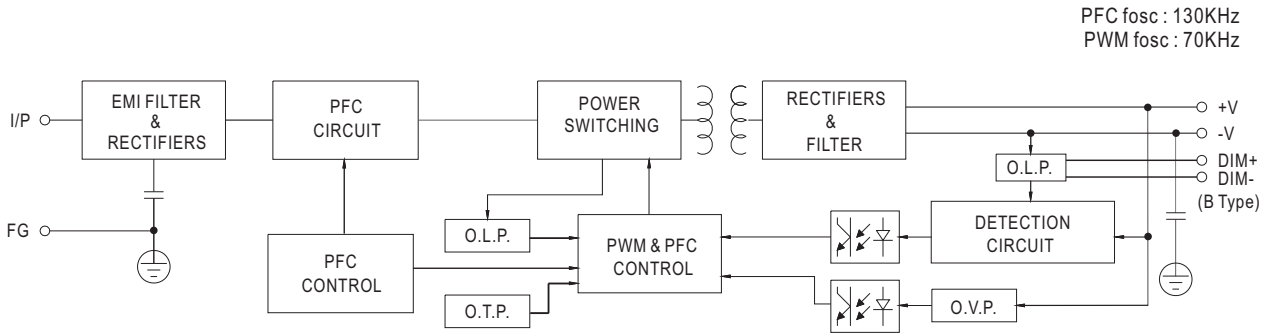 PFC fosc : 130KHz
PWM fosc : 70KHz
I/P
EMI FILTER
&
RECTIFIERS
PFC
CIRCUIT
POWER
SWITCHING
RECTIFIERS
&
FILTER
+V
-V
DIM+
DIM-
(B Type)
O.L.P.
FG
PFC
CONTROL
O.L.P.
O.T.P.
PWM & PFC
CONTROL
DETECTION
CIRCUIT
O.V.P.